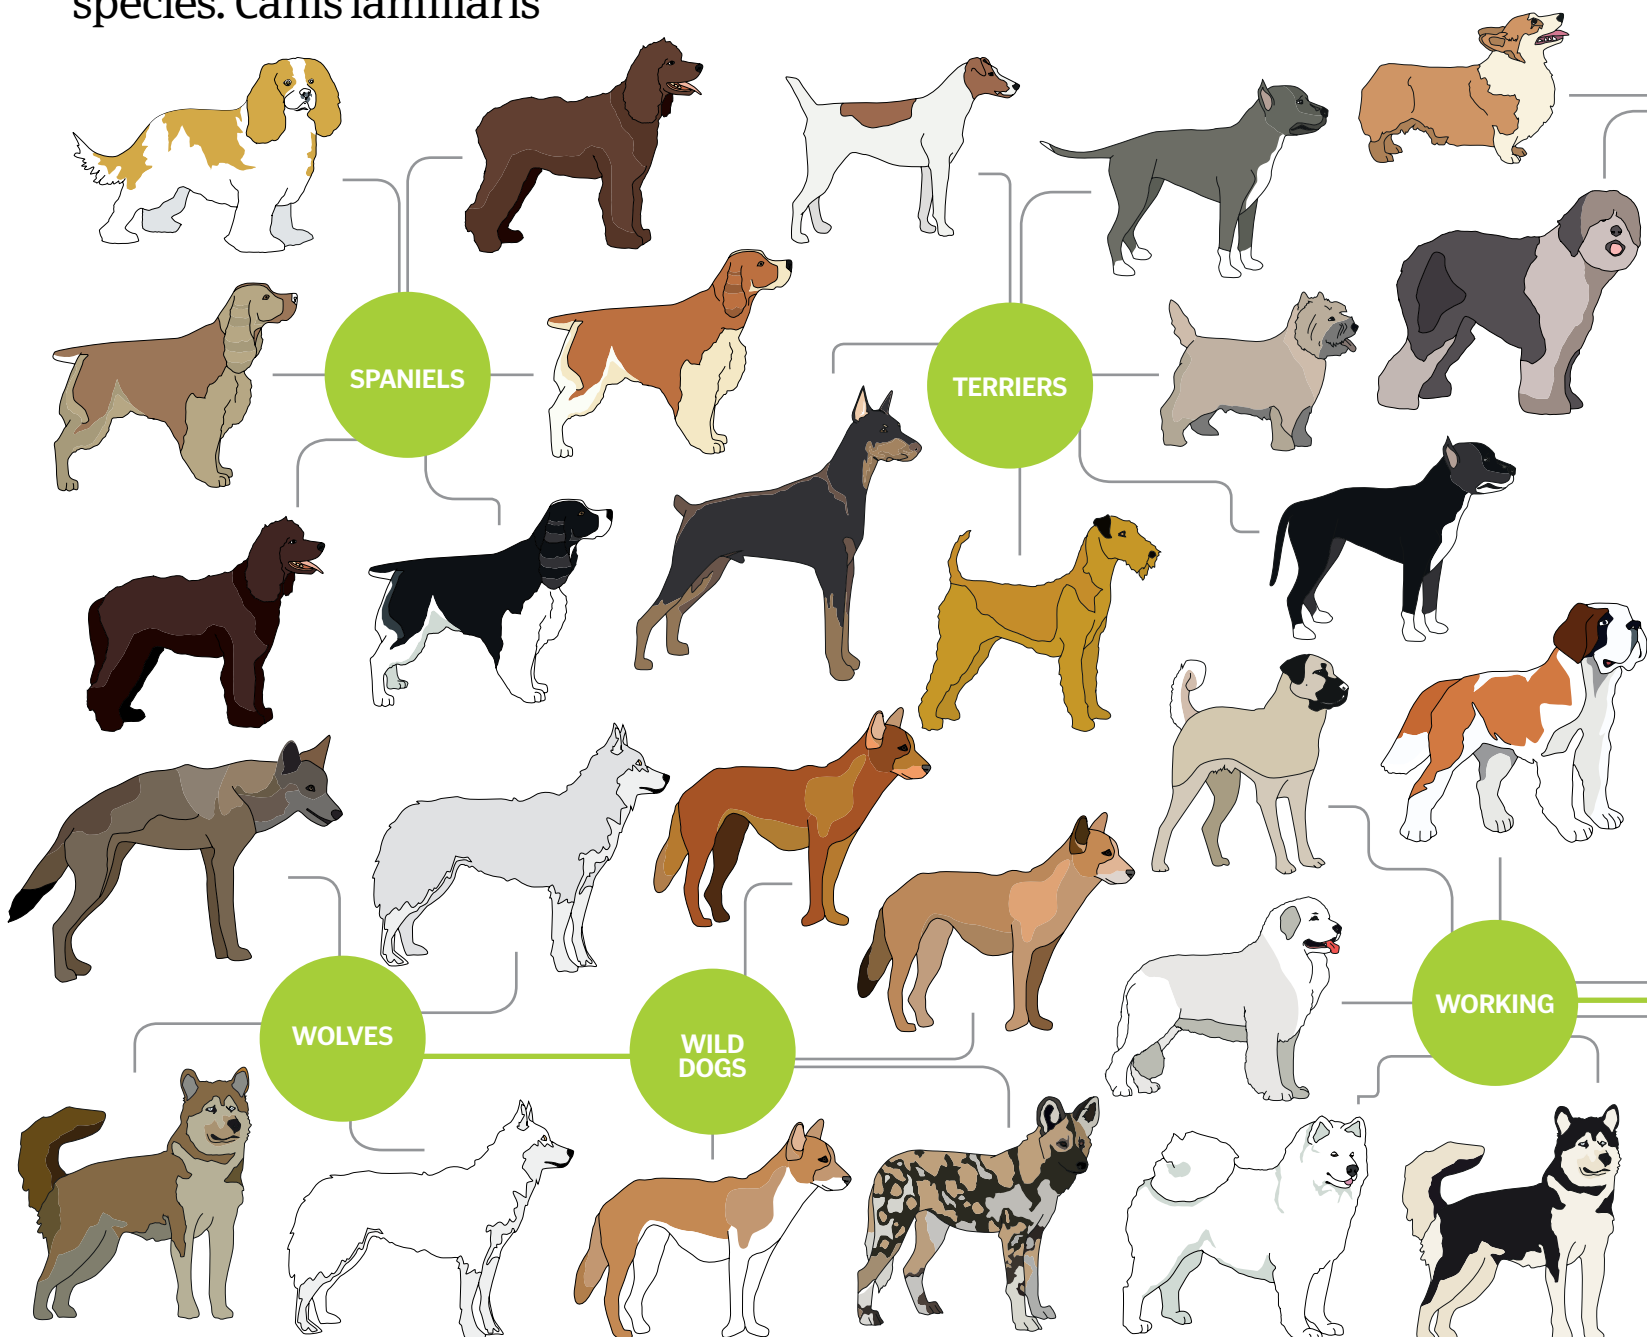 species. Canis familiaris
SPANIELS
TERRIERS
WORKING
WOLVES
WILD
DOGS